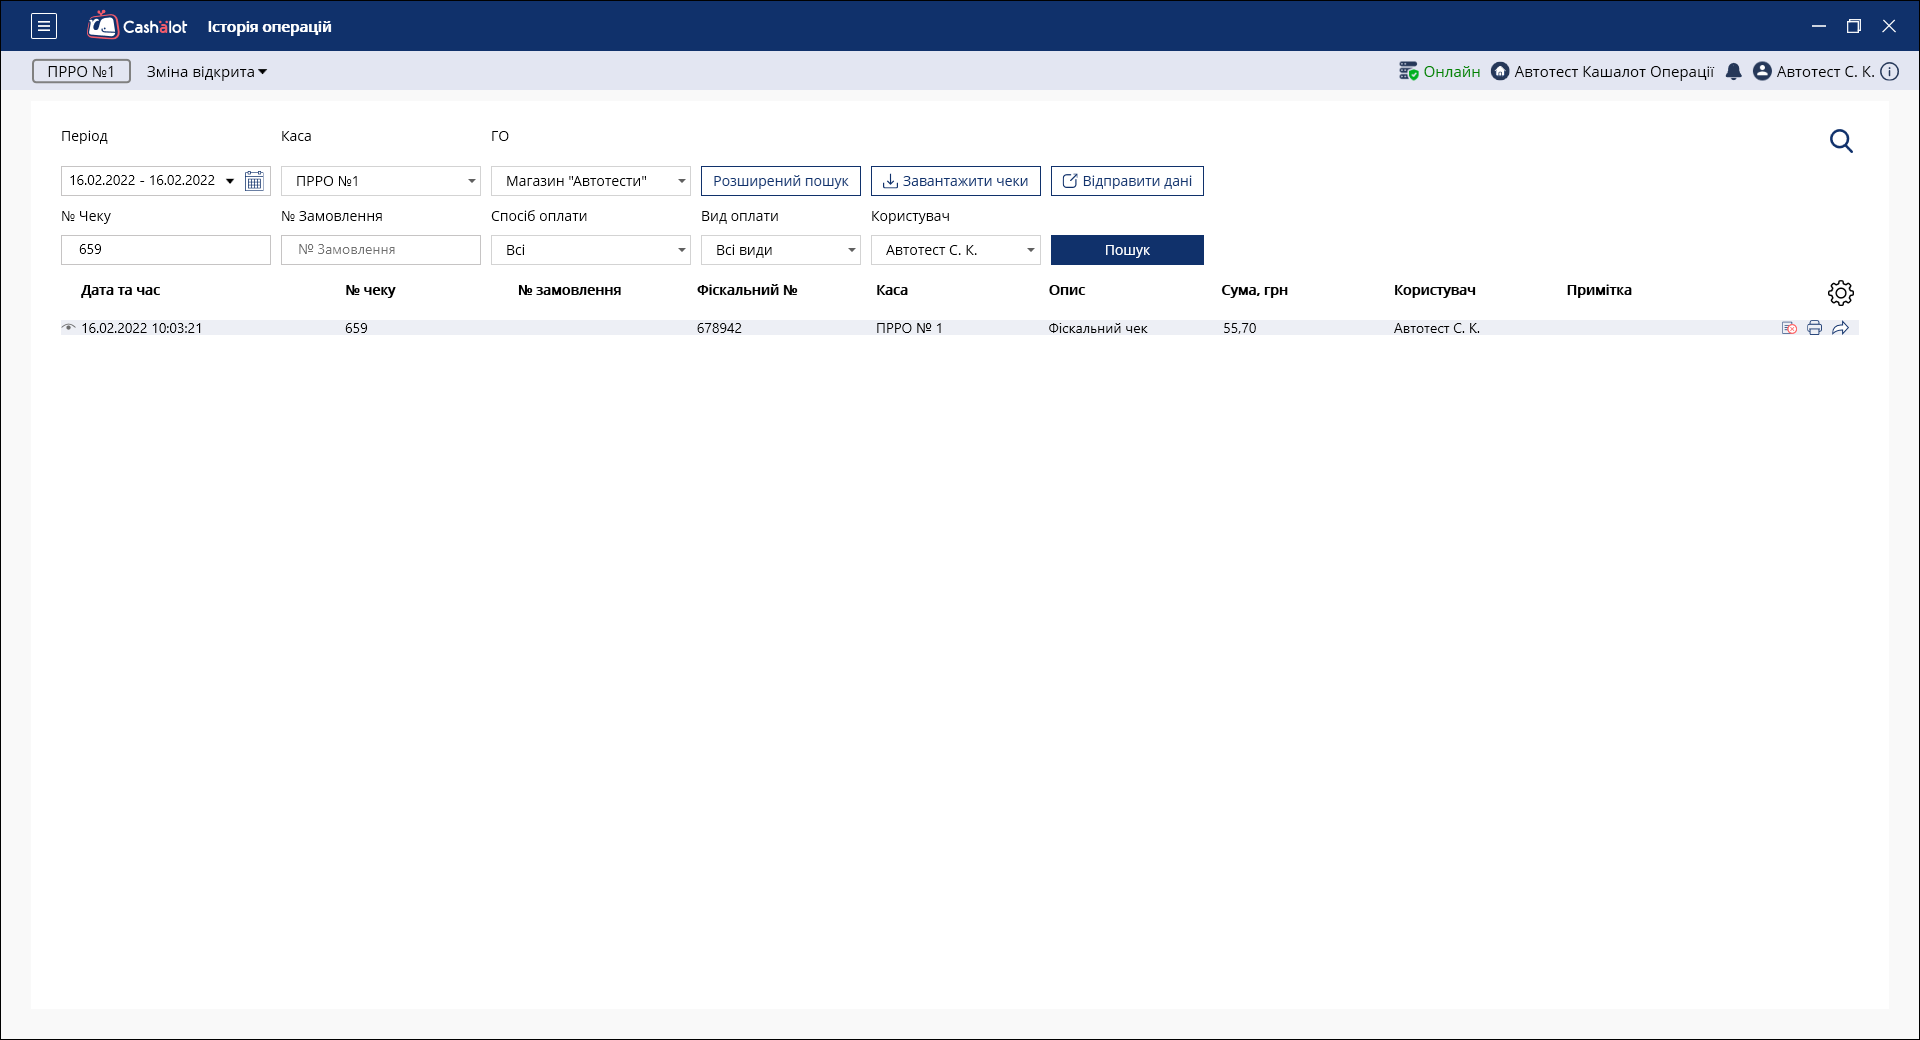 Cashalot Історія операцій
ПРРО №1 Зміна відкрита Онлайн Автотест Кашалот Операції Автотест С. К.
Період Каса ГО
16.02.2022 - 16.02.2022 ПРРО №1 Магазин "Автотести" Розширений пошук Завантажити чеки Відправити дані
№ Чеку № Замовлення Спосіб оплати Вид оплати Користувач
659 № Замовлення Всі Всі види Автотест С. К. Пошук
Дата та час № чеку № замовлення Фіскальний № Каса Опис Сума, грн Користувач Примітка
16.02.2022 10:03:21 659 678942 ПРРО № 1 Фіскальний чек 55,70 Автотест С. К.